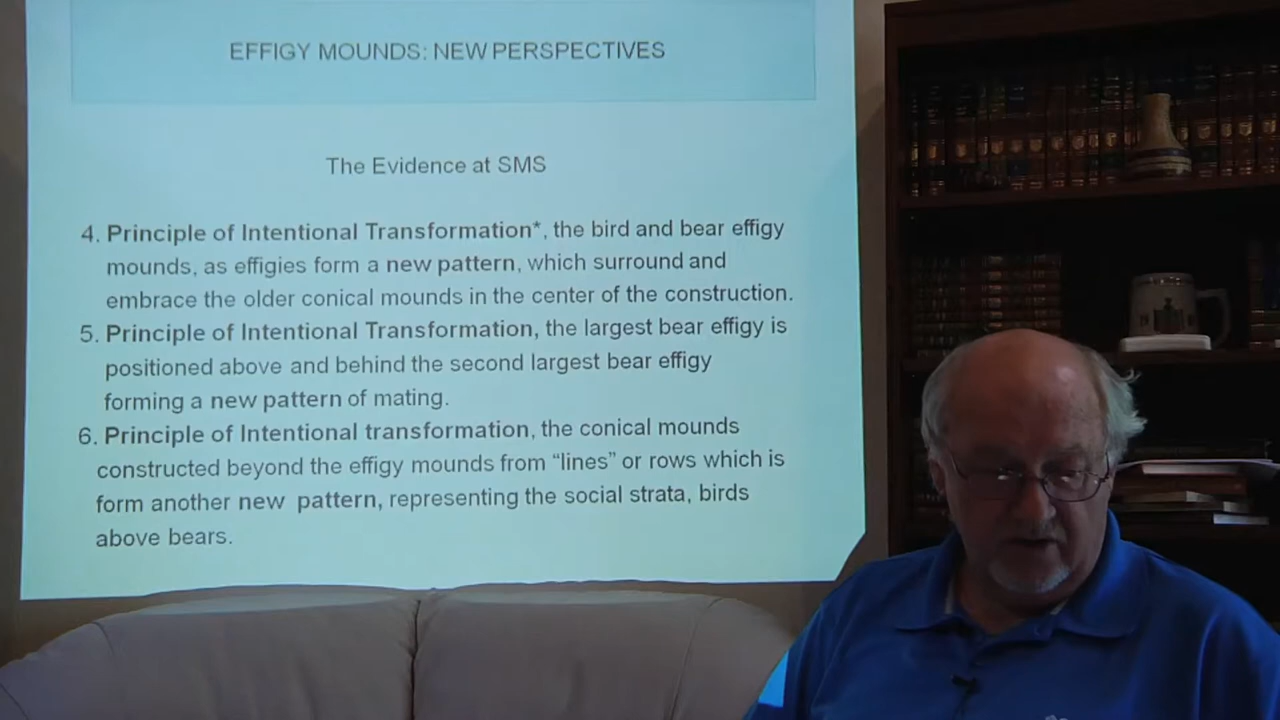 EFFIGY MOUNDS: NEW PERSPECTIVES
The Evidence at SMS
4. Principle of Intentional Transformation*, the bird and bear effigy
mounds, as effigies form a new pattern, which surround and
embrace the older conical mounds in the center of the construction.
5. Principle of Intentional Transformation, the largest bear effigy is
positioned above and behind the second largest bear effigy
forming a new pattern of mating.
6. Principle of Intentional transformation, the conical mounds
constructed beyond the effigy mounds from “lines” or rows which is
form another new pattern, representing the social strata, birds
above bears.